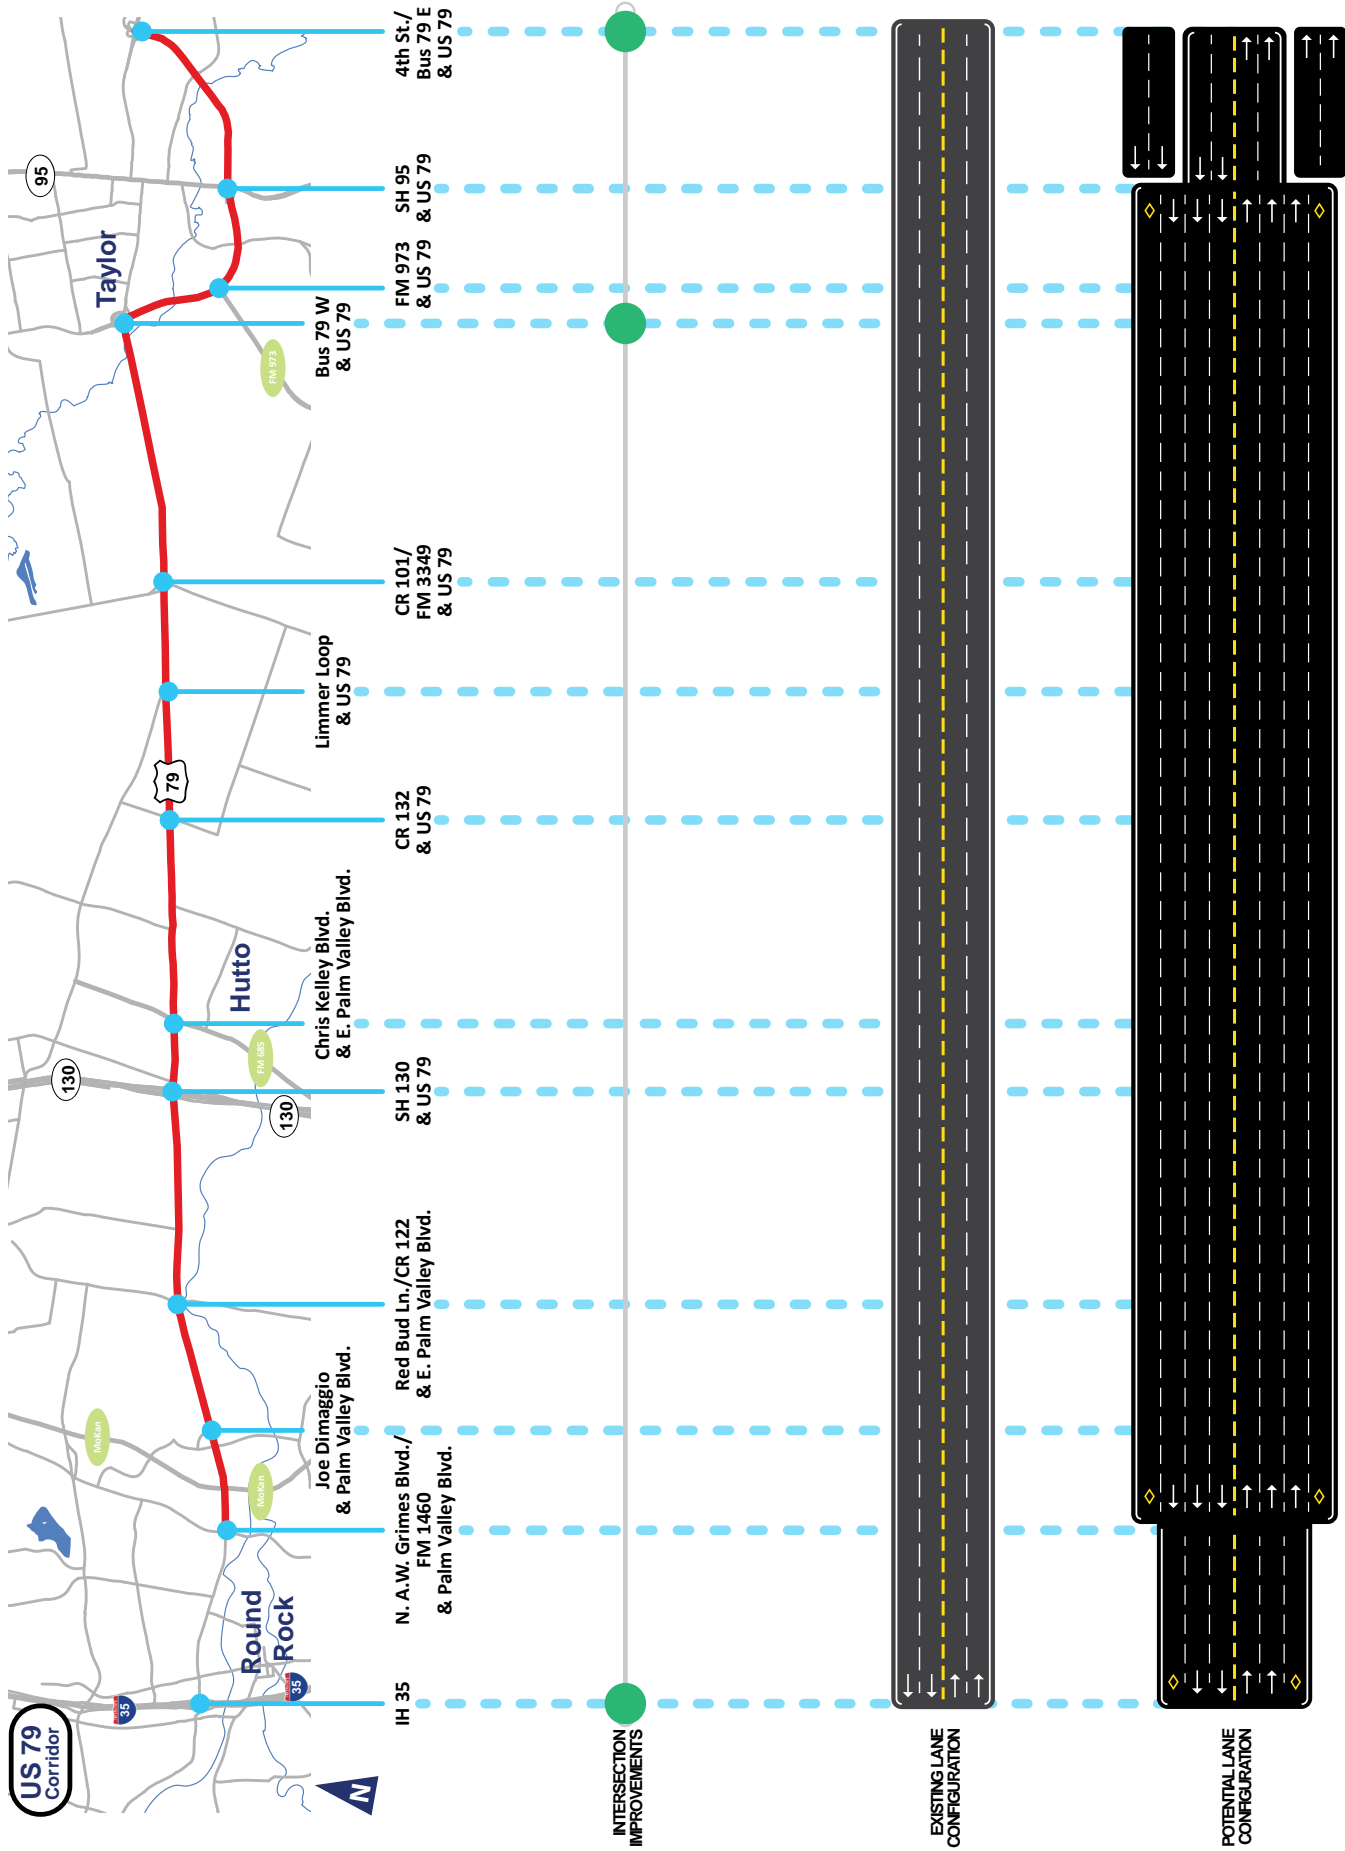 US 79
Corridor
N
35
35
Round
Rock
MoKan
MoKan
130
130
FM 685
Hutto
79
FM 973
Taylor
95
IH 35
N. A.W. Grimes Blvd./
FM 1460
& Palm Valley Blvd.
Joe Dimaggio
& Palm Valley Blvd.
Red Bud Ln./CR 122
& E. Palm Valley Blvd.
SH 130
& US 79
Chris Kelley Blvd.
& E. Palm Valley Blvd.
CR 132
& US 79
Limmer Loop
& US 79
CR 101/
FM 3349
& US 79
Bus 79 W
& US 79
FM 973
& US 79
SH 95
& US 79
4th St./
Bus 79 E
& US 79
INTERSECTION
IMPROVEMENTS
EXISTING LANE
CONFIGURATION
POTENTIAL LANE
CONFIGURATION